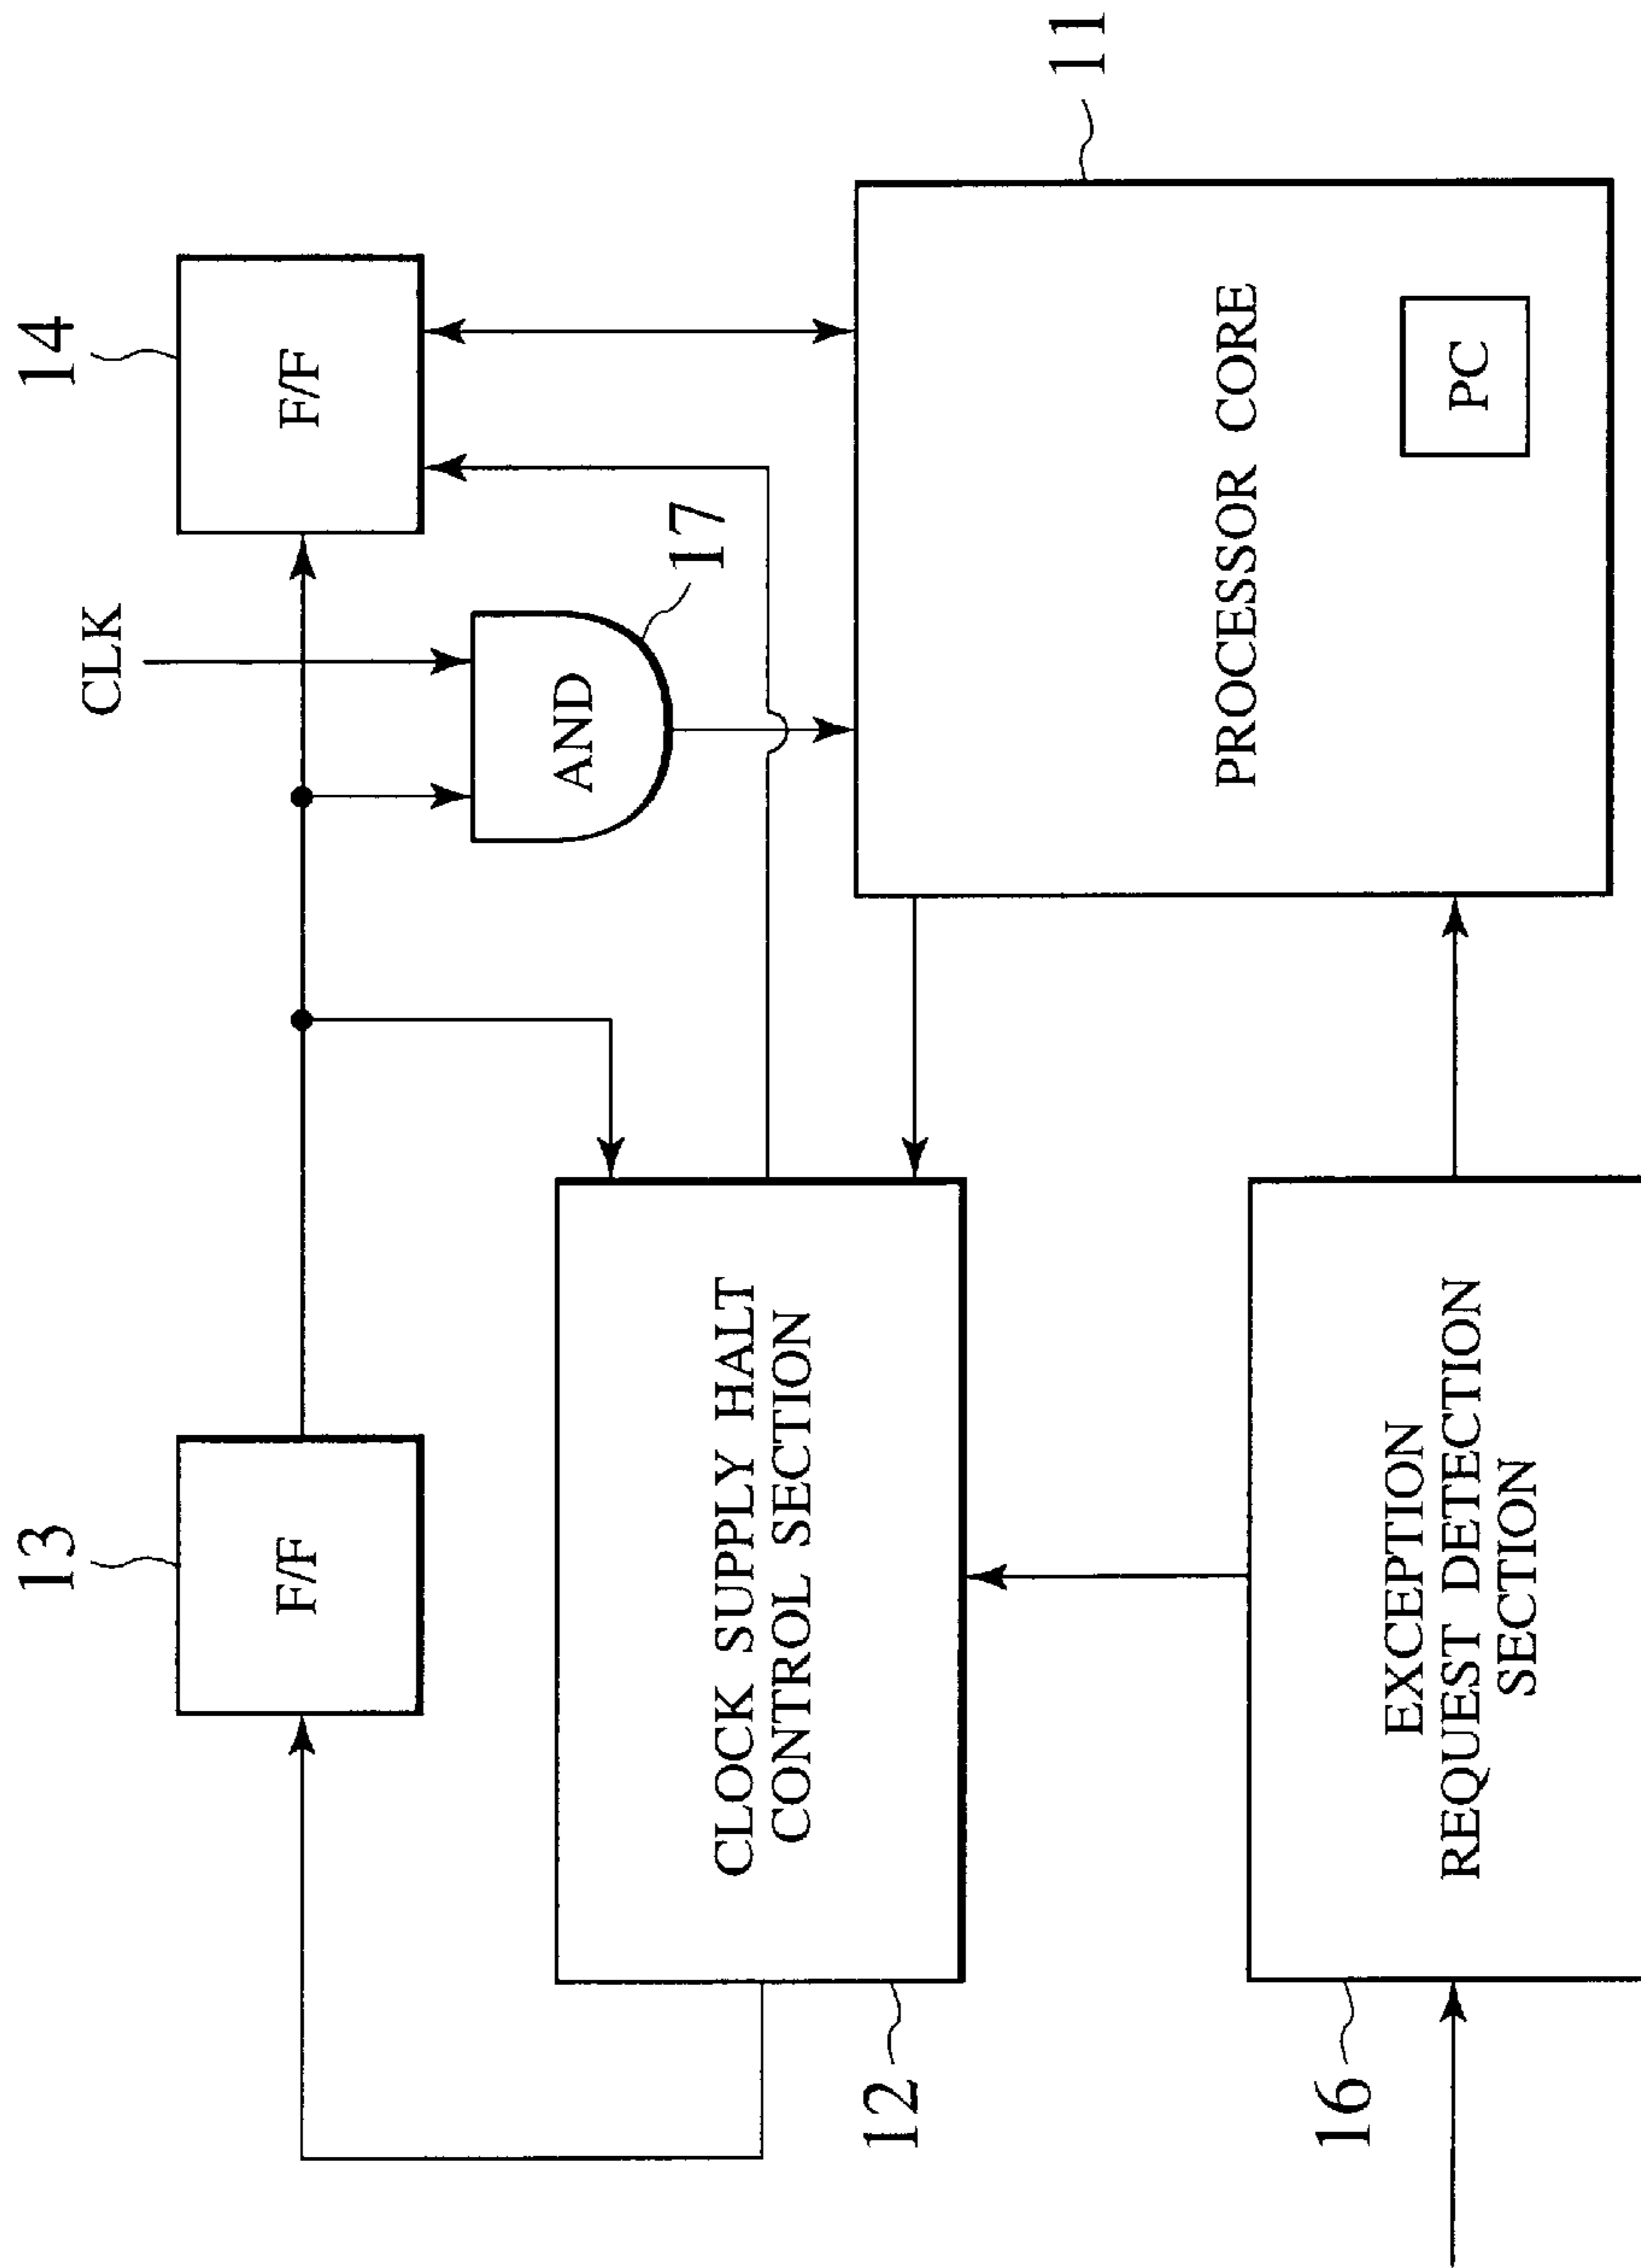 13
F/F
CLK
14
F/F
AND
17
CLOCK SUPPLY HALT
CONTROL SECTION
12
PROCESSOR CORE
11
PC
EXCEPTION
REQUEST DETECTION
SECTION
16